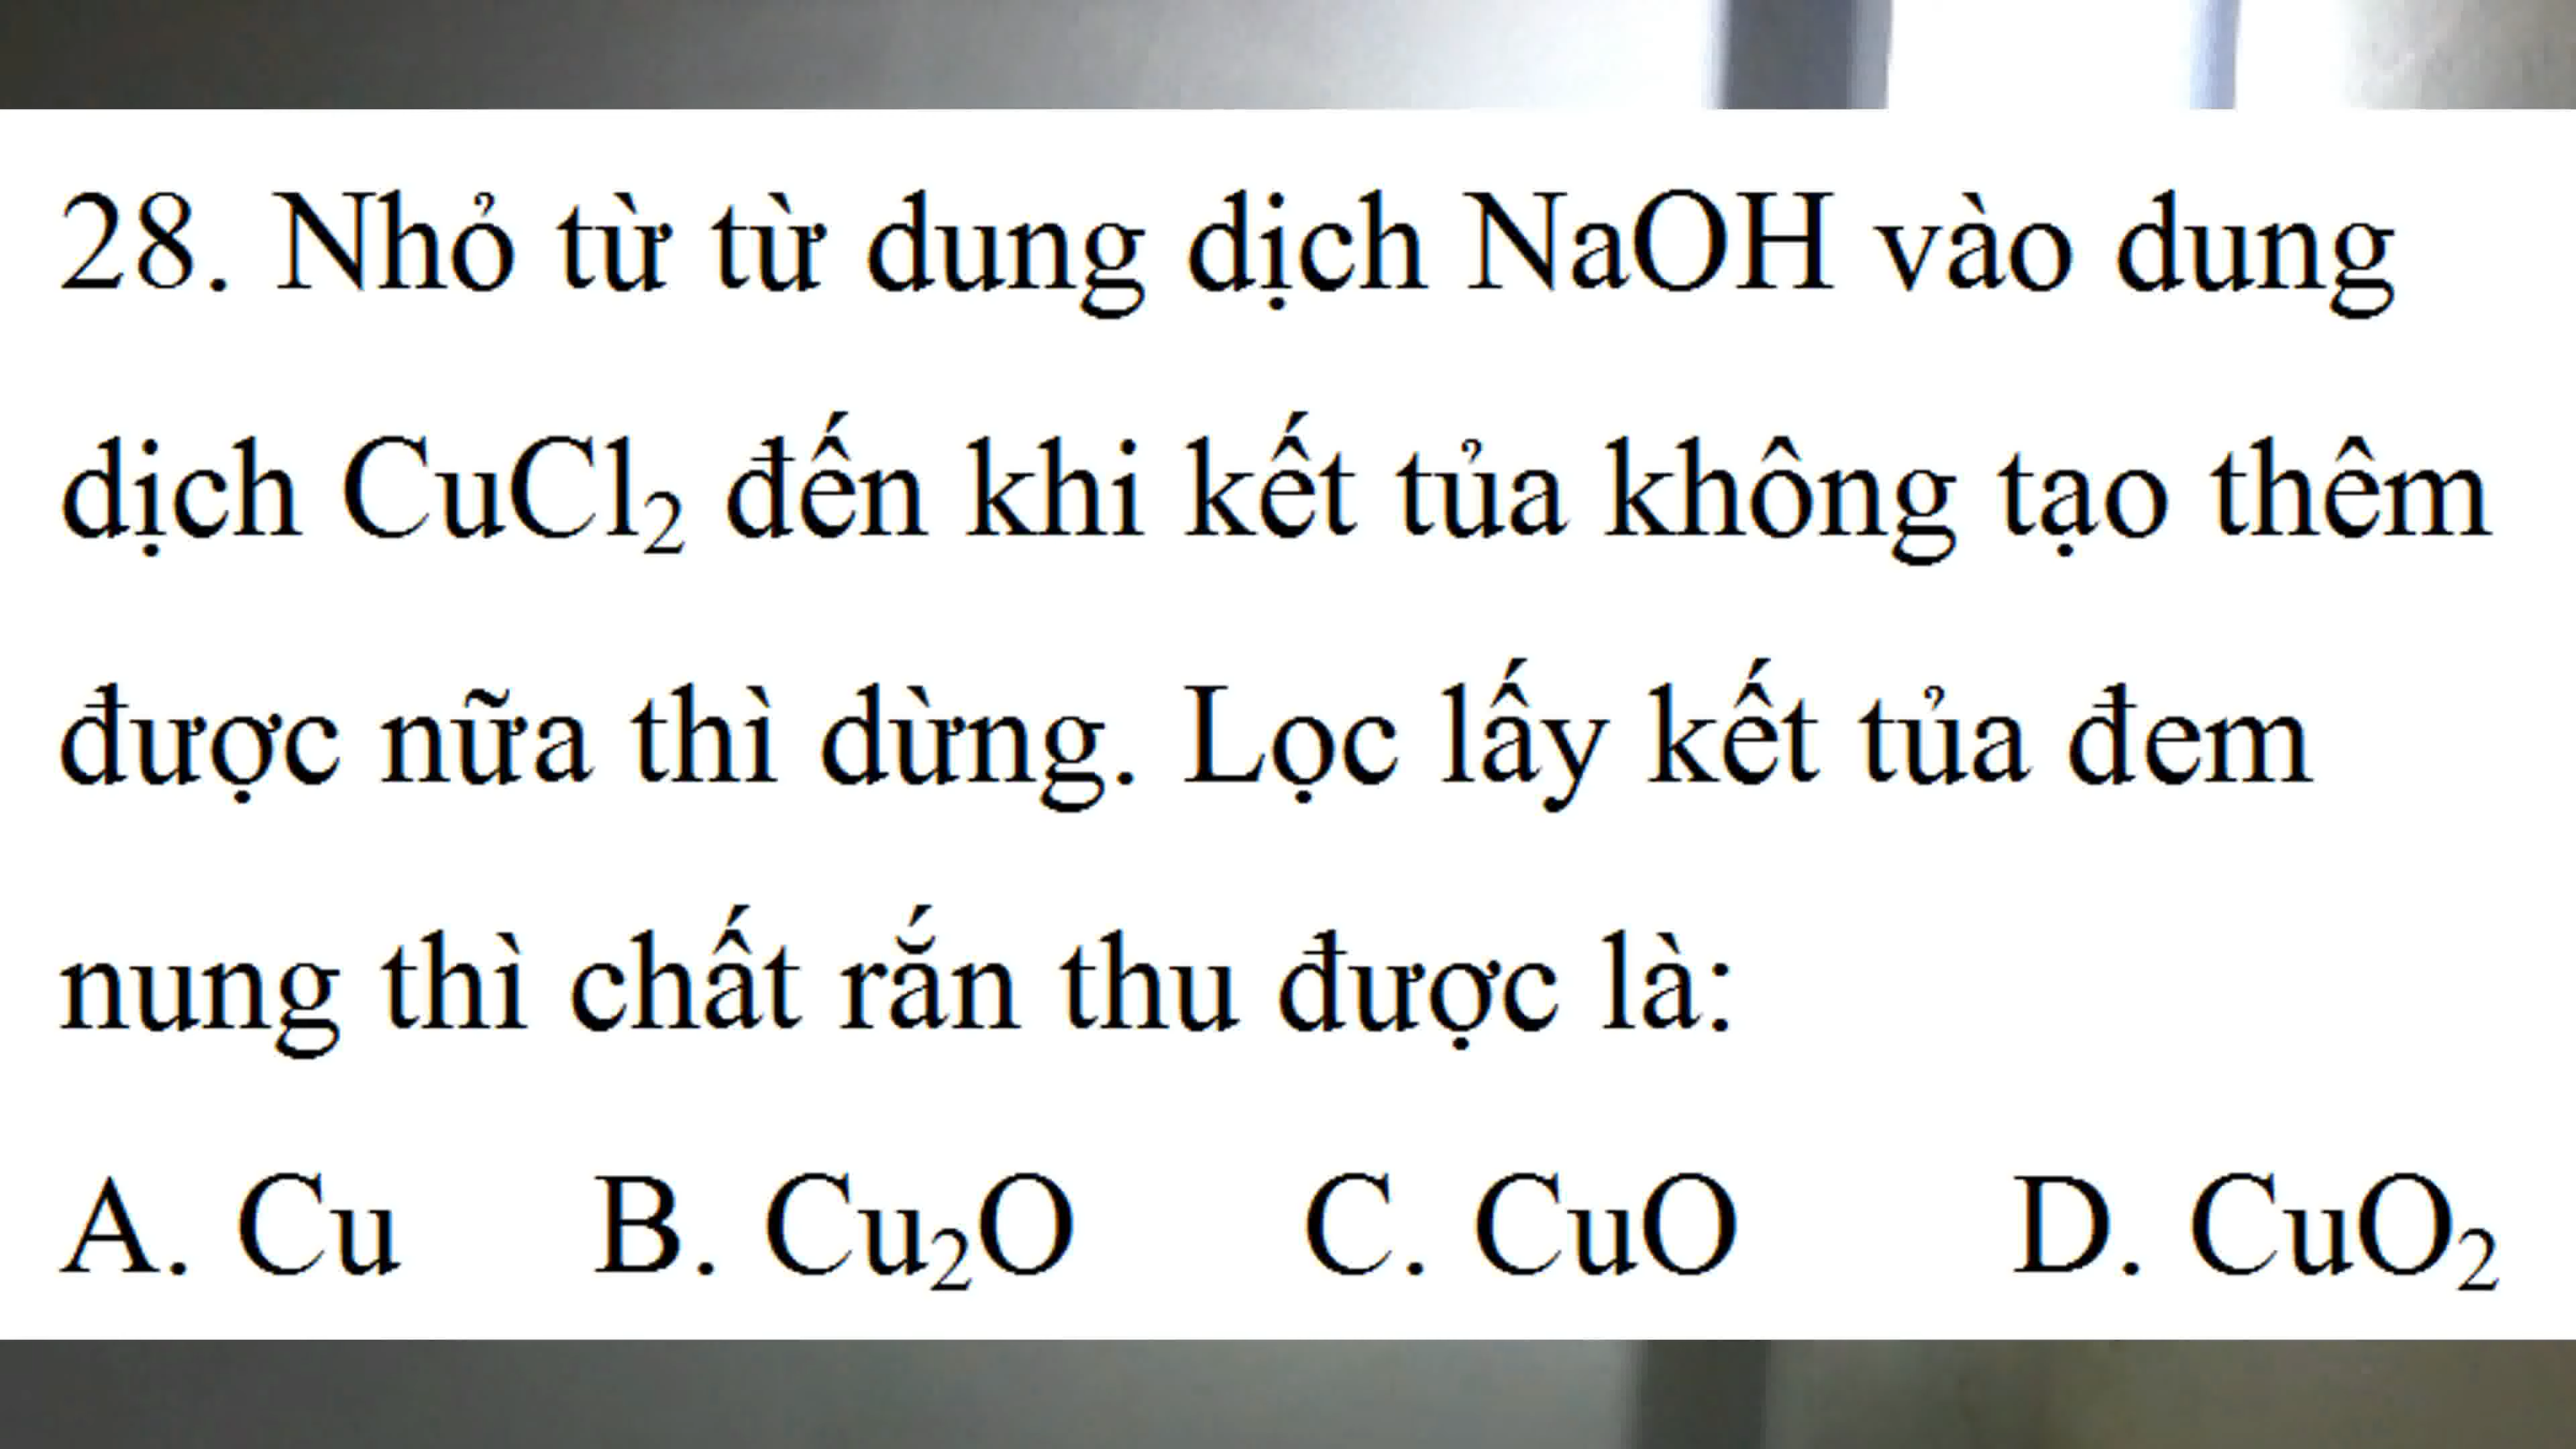 28. Nhỏ từ từ dung dịch NaOH vào dung
dịch CuCl₂ đến khi kết tủa không tạo thêm
được nữa thì dừng. Lọc lấy kết tủa đem
nung thì chất rắn thu được là:
A. Cu B. Cu₂O C. CuO D. CuO₂